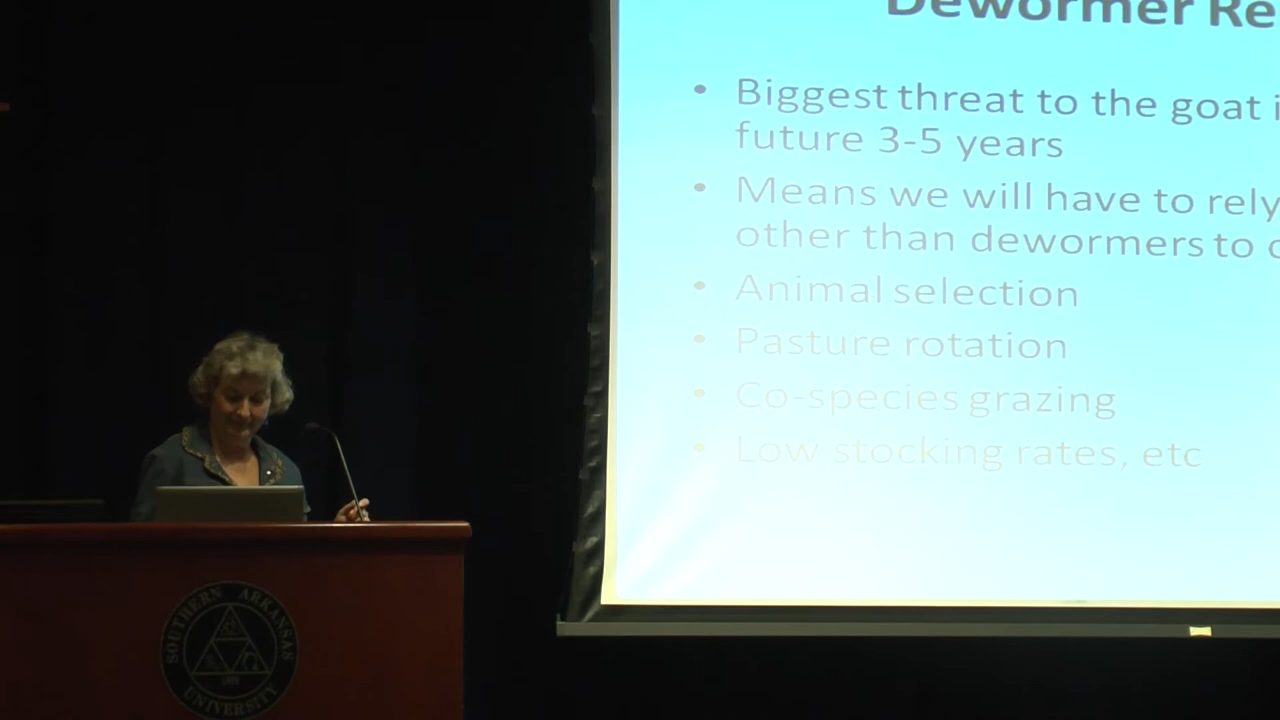 Dewormer Re
• Biggest threat to the goat i
future 3-5 years
• Means we will have to rely
other than dewormers to c
• Animal selection
• Pasture rotation
• Co-species grazing
• Low stocking rates, etc
SOUTHERN ARKANSAS
UNIVERSITY